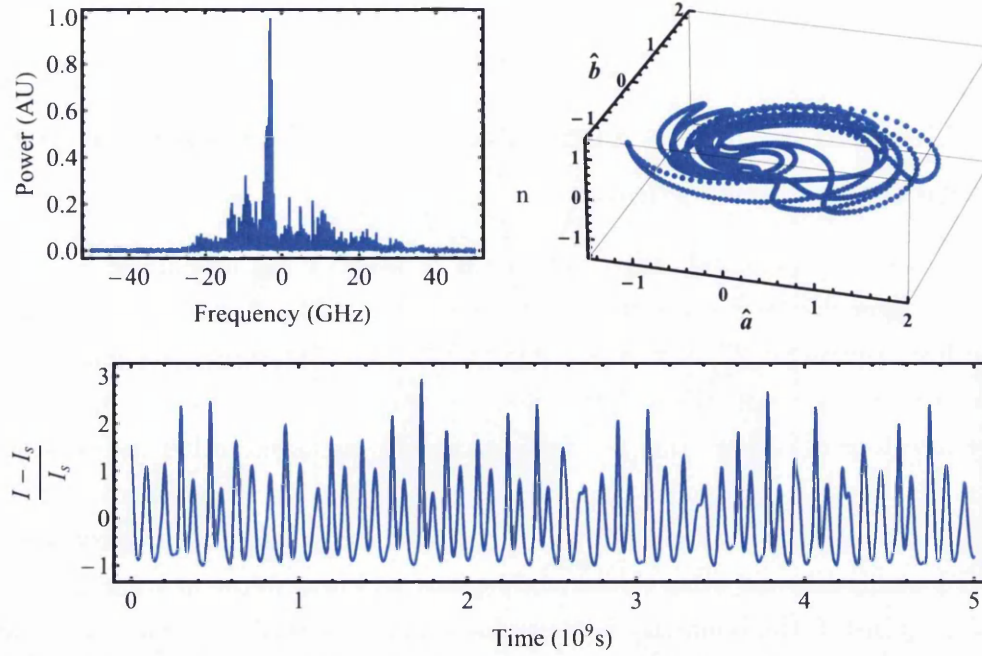 1.0
0.8
0.6
0.4
0.2
0.0
Power (AU)
−40 −20 0 20 40
Frequency (GHz)
2
1
0
−1
b̂
1
0
−1
n
−1 0 1 2
â
3
2
1
0
−1
I − I_s
I_s
0 1 2 3 4 5
Time (10^9 s)